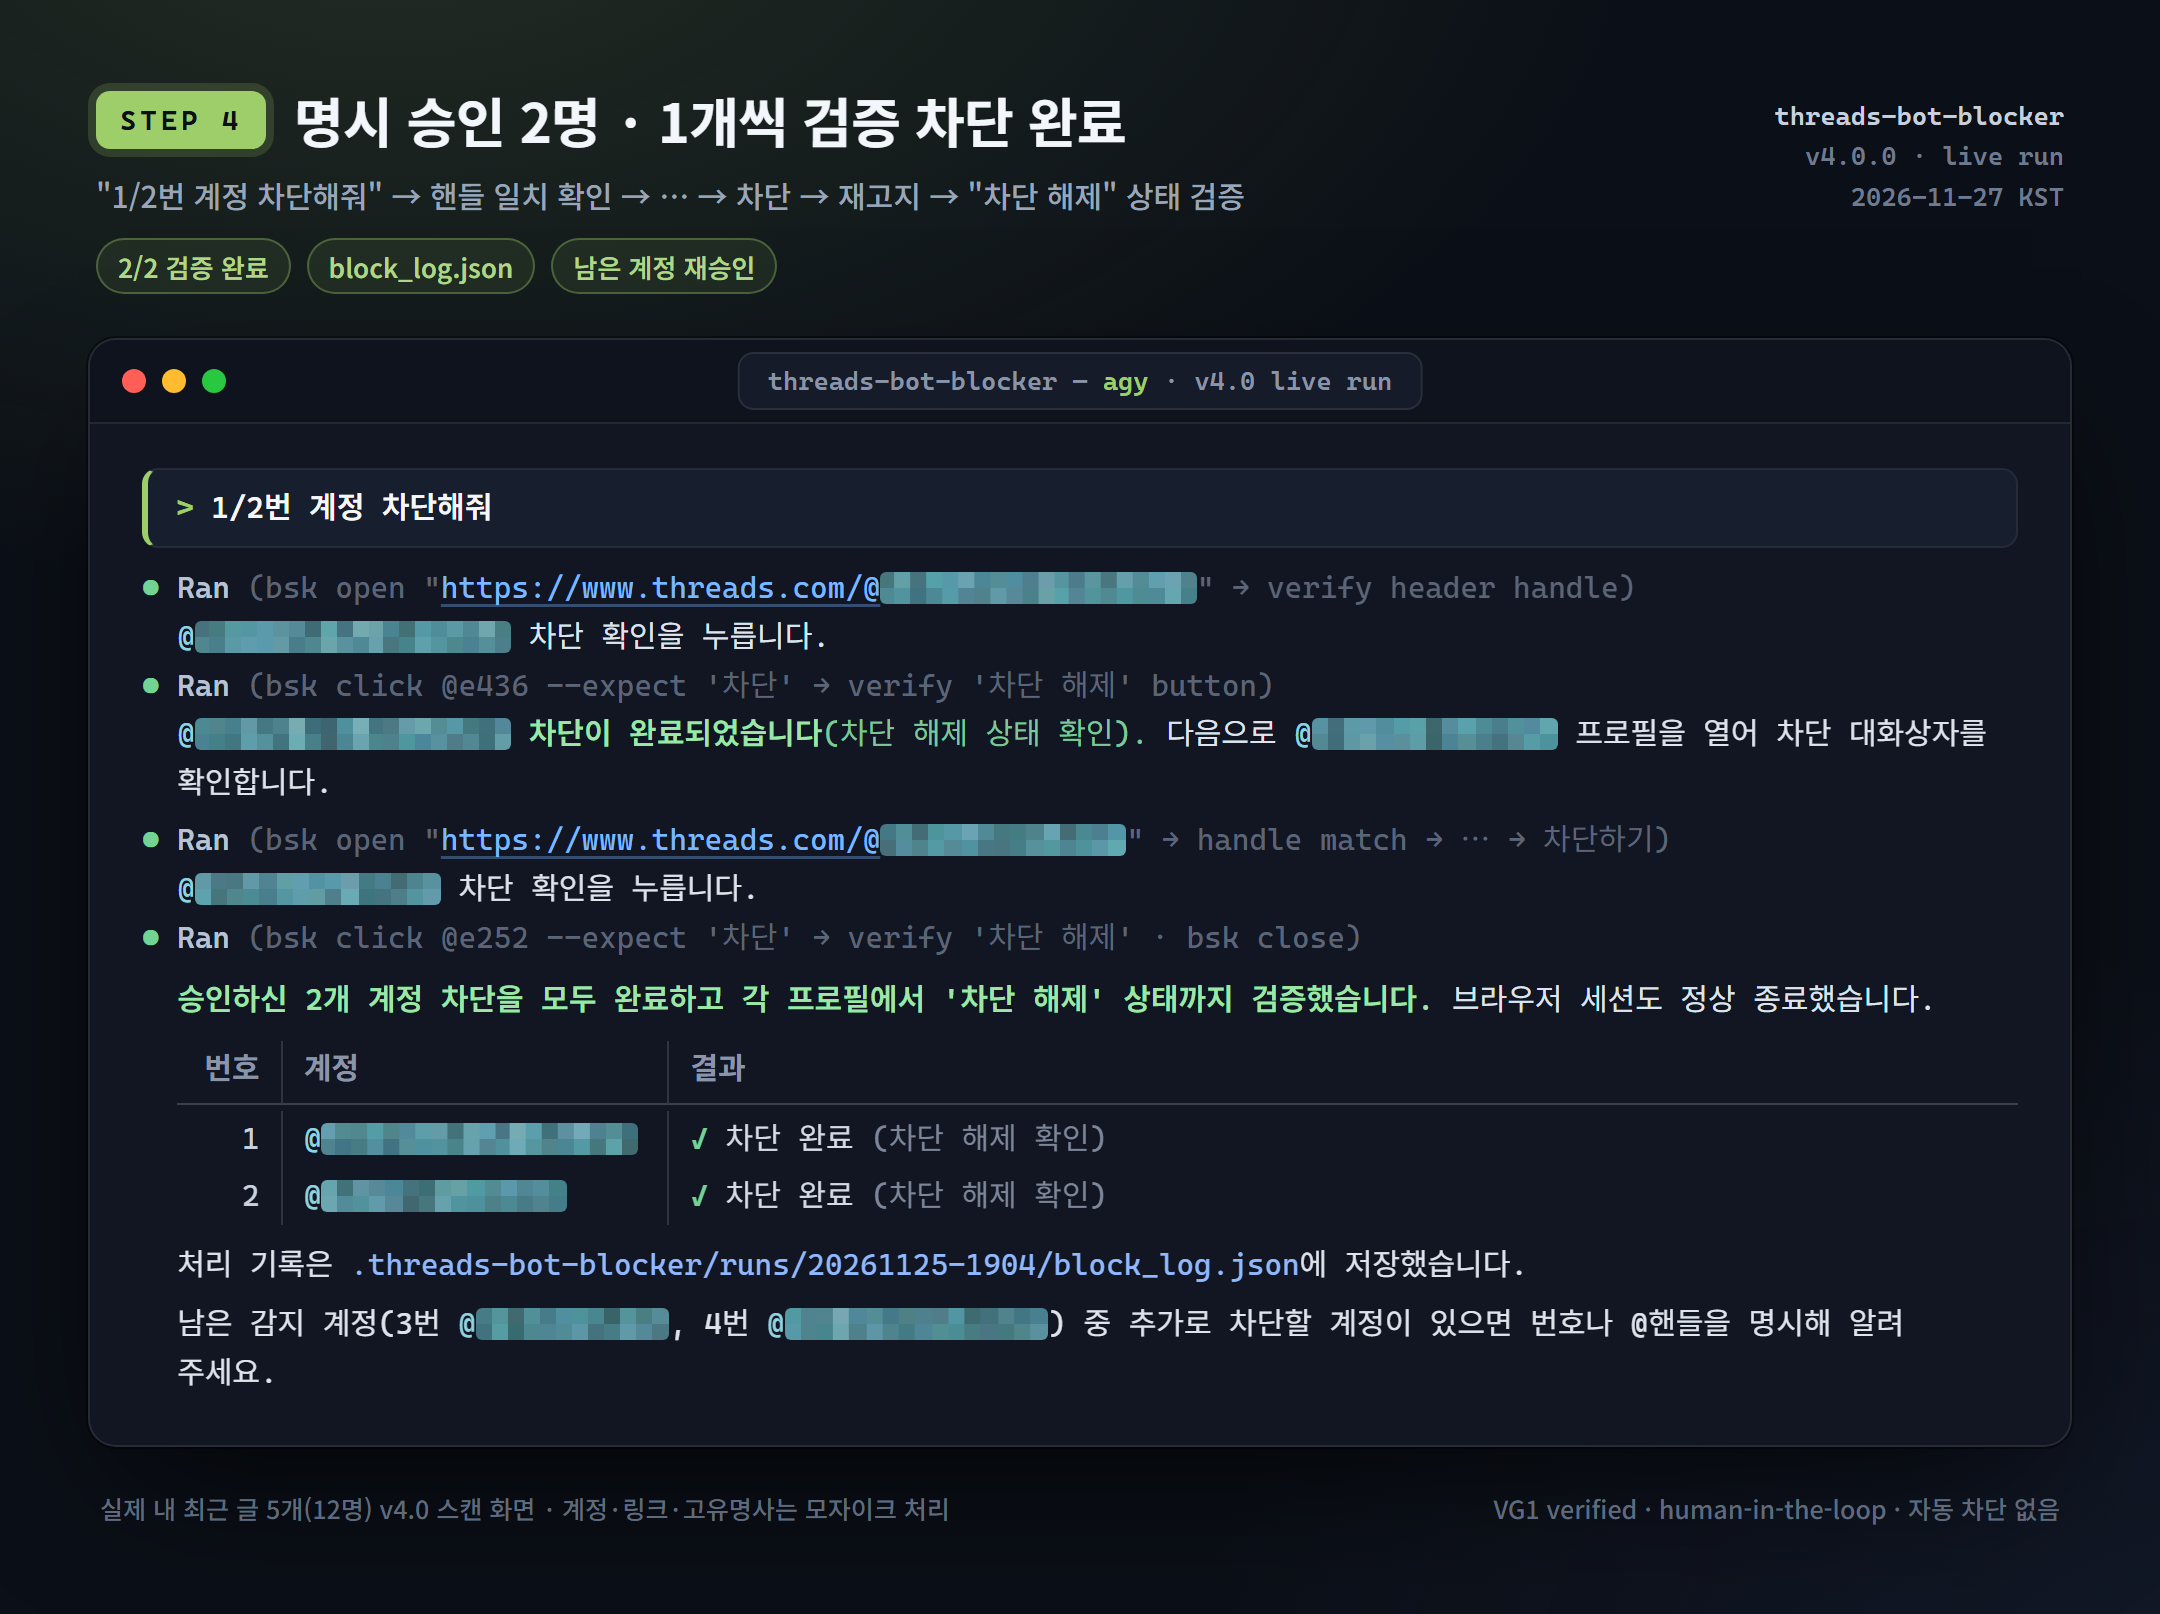 STEP 4
명시 승인 2명 · 1개씩 검증 차단 완료
"1/2번 계정 차단해줘" → 핸들 일치 확인 → ⋯ → 차단 → 재고지 → "차단 해제" 상태 검증
2/2 검증 완료
block_log.json
남은 계정 재승인
threads-bot-blocker
v4.0.0 · live run
2026-11-27 KST
threads-bot-blocker — agy · v4.0 live run
> 1/2번 계정 차단해줘
Ran (bsk open "https://www.threads.com/@" → verify header handle)
@ 차단 확인을 누릅니다.
Ran (bsk click @e436 --expect '차단' → verify '차단 해제' button)
@ 차단이 완료되었습니다(차단 해제 상태 확인). 다음으로 @ 프로필을 열어 차단 대화상자를
확인합니다.
Ran (bsk open "https://www.threads.com/@" → handle match → ⋯ → 차단하기)
@ 차단 확인을 누릅니다.
Ran (bsk click @e252 --expect '차단' → verify '차단 해제' · bsk close)
승인하신 2개 계정 차단을 모두 완료하고 각 프로필에서 '차단 해제' 상태까지 검증했습니다. 브라우저 세션도 정상 종료했습니다.
번호 계정 결과
1 @ ✓ 차단 완료 (차단 해제 확인)
2 @ ✓ 차단 완료 (차단 해제 확인)
처리 기록은 .threads-bot-blocker/runs/20261125-1904/block_log.json에 저장했습니다.
남은 감지 계정(3번 @, 4번 @) 중 추가로 차단할 계정이 있으면 번호나 @핸들을 명시해 알려
주세요.
실제 내 최근 글 5개(12명) v4.0 스캔 화면 · 계정·링크·고유명사는 모자이크 처리
VG1 verified · human-in-the-loop · 자동 차단 없음